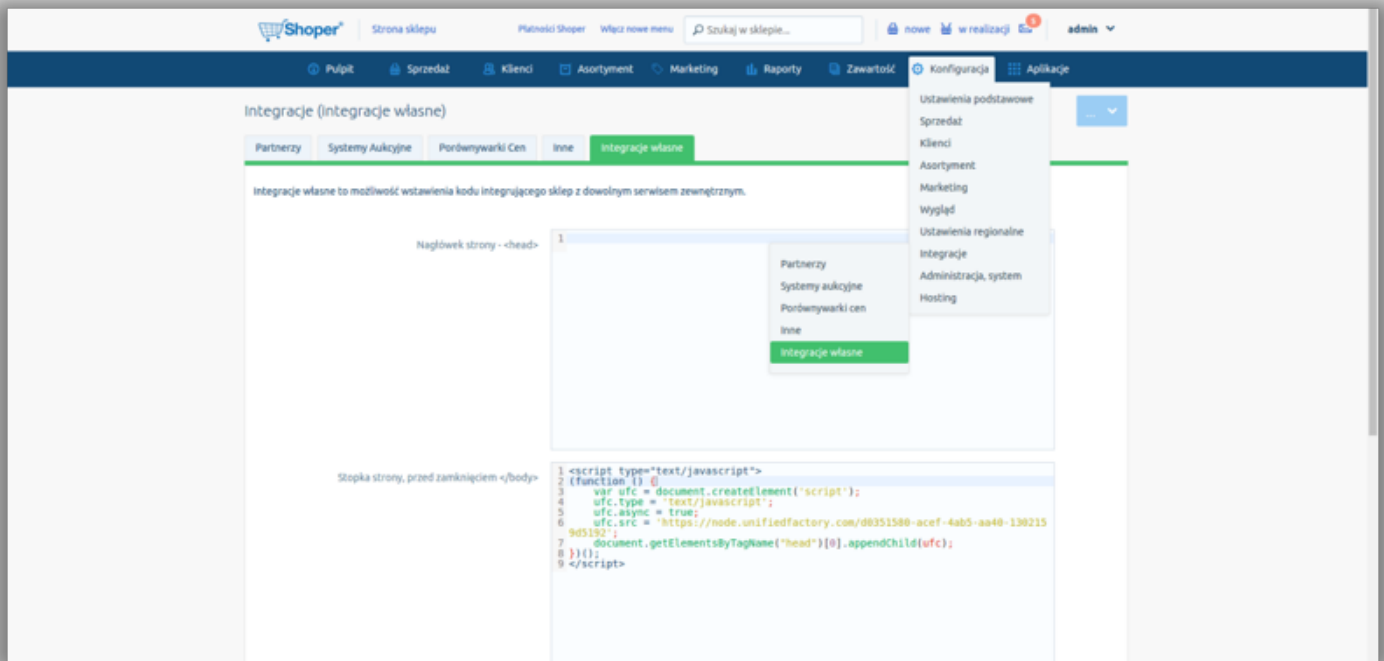 Shoper®
Strona sklepu
Płatności Shoper
Włącz nowe menu
Szukaj w sklepie...
nowe
w realizacji
admin
Pulpit
Sprzedaż
Klienci
Asortyment
Marketing
Raporty
Zawartość
Konfiguracja
Aplikacje
Integracje (Integracje własne)
...
Partnerzy
Systemy Aukcyjne
Porównywarki Cen
Inne
Integracje własne
Integracje własne to możliwość wstawienia kodu integrującego sklep z dowolnym serwisem zewnętrznym.
Ustawienia podstawowe
Sprzedaż
Klienci
Asortyment
Marketing
Wygląd
Ustawienia regionalne
Integracje
Administracja, system
Hosting
Nagłówek strony - <head>
1
Partnerzy
Systemy aukcyjne
Porównywarki cen
Inne
Integracje własne
Stopka strony, przed zamknięciem </body>
1 <script type="text/javascript">
2 (function () {
3     var ufc = document.createElement('script');
4     ufc.type = 'text/javascript';
5     ufc.async = true;
6     ufc.src = 'https://node.unifiedfactory.com/d0351580-acef-4ab5-aa40-130215
9d5192';
7     document.getElementsByTagName("head")[0].appendChild(ufc);
8 })();
9 </script>